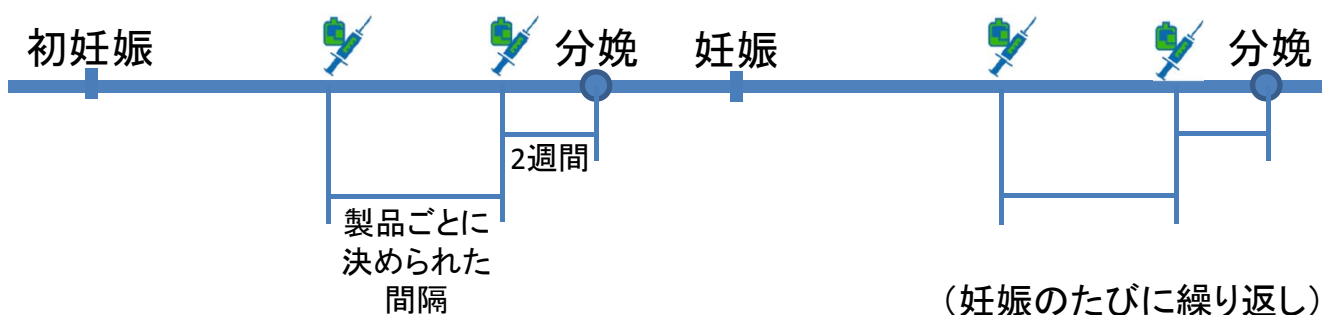 初妊娠
分娩
妊娠
分娩
2週間
製品ごとに
決められた
間隔
（妊娠のたびに繰り返し）